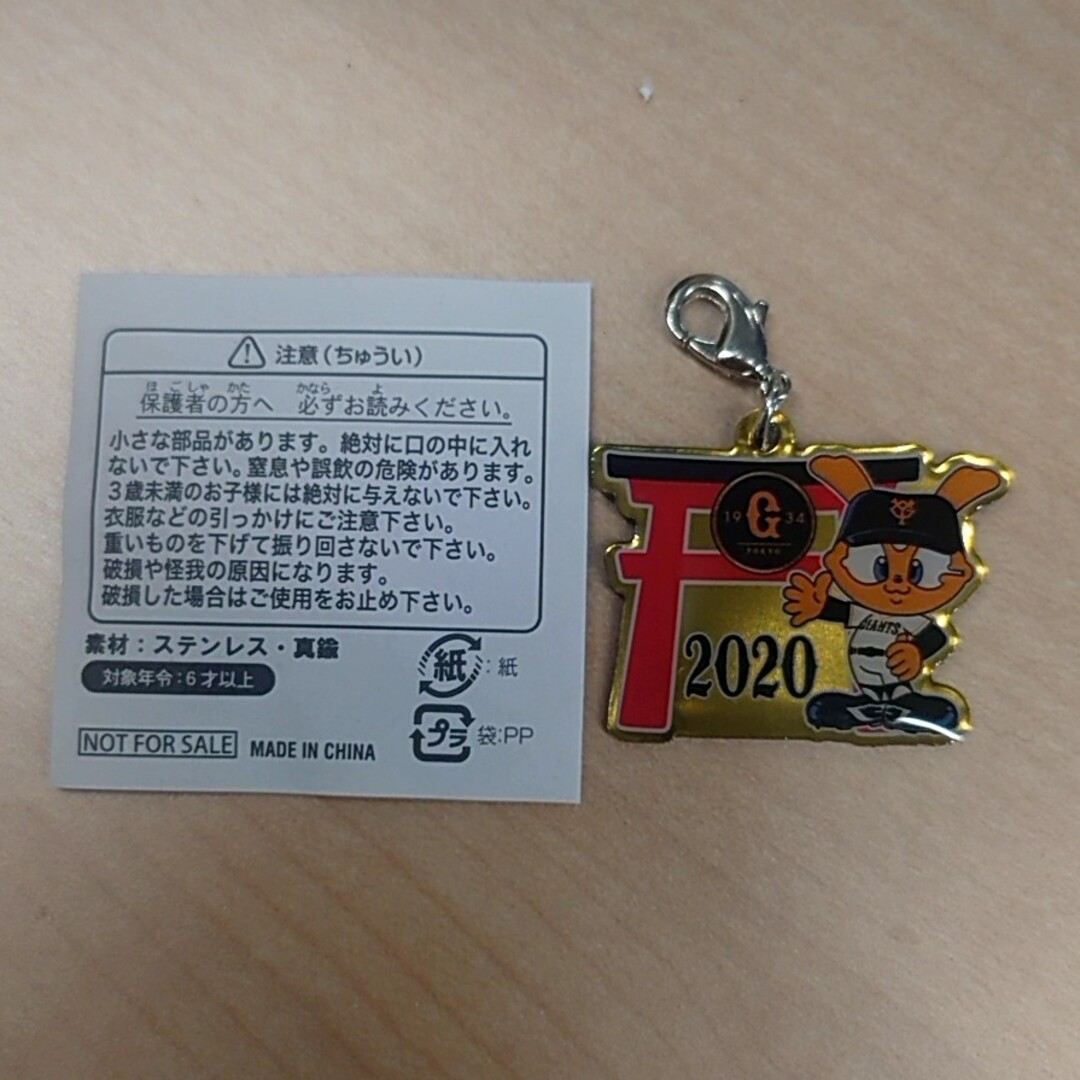 注意(ちゅうい)
ほごしゃ かた かなら よ
保護者の方へ 必ずお読みください。
小さな部品があります。絶対に口の中に入れ
ないで下さい。窒息や誤飲の危険があります。
3歳未満のお子様には絶対に与えないで下さい。
衣服などの引っかけにご注意下さい。
重いものを下げて振り回さないで下さい。
破損や怪我の原因になります。
破損した場合はご使用をお止め下さい。
素材:ステンレス・真鍮
対象年令:6才以上
紙:紙
プラ 袋:PP
NOT FOR SALE MADE IN CHINA
19 G 34
TOKYO
YG
GIANTS
2020